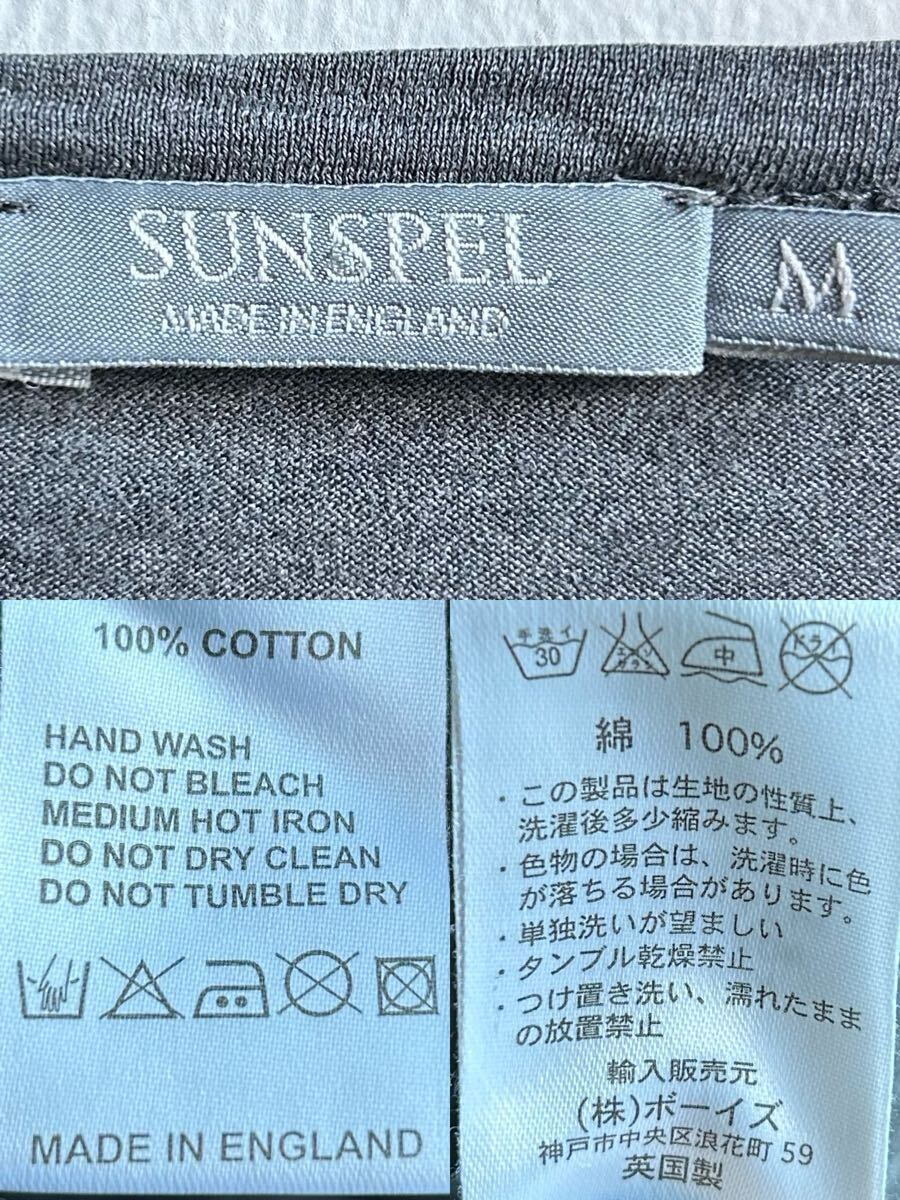 SUNSPEL
MADE IN ENGLAND
M
100% COTTON
HAND WASH
DO NOT BLEACH
MEDIUM HOT IRON
DO NOT DRY CLEAN
DO NOT TUMBLE DRY
MADE IN ENGLAND
手洗イ
30
エンソ
サラシ
中
ドライ
綿 100%
・この製品は生地の性質上、
洗濯後多少縮みます。
・色物の場合は、洗濯時に色
が落ちる場合があります。
・単独洗いが望ましい
・タンブル乾燥禁止
・つけ置き洗い、濡れたまま
の放置禁止
輸入販売元
(株)ボーイズ
神戸市中央区浪花町 59
英国製